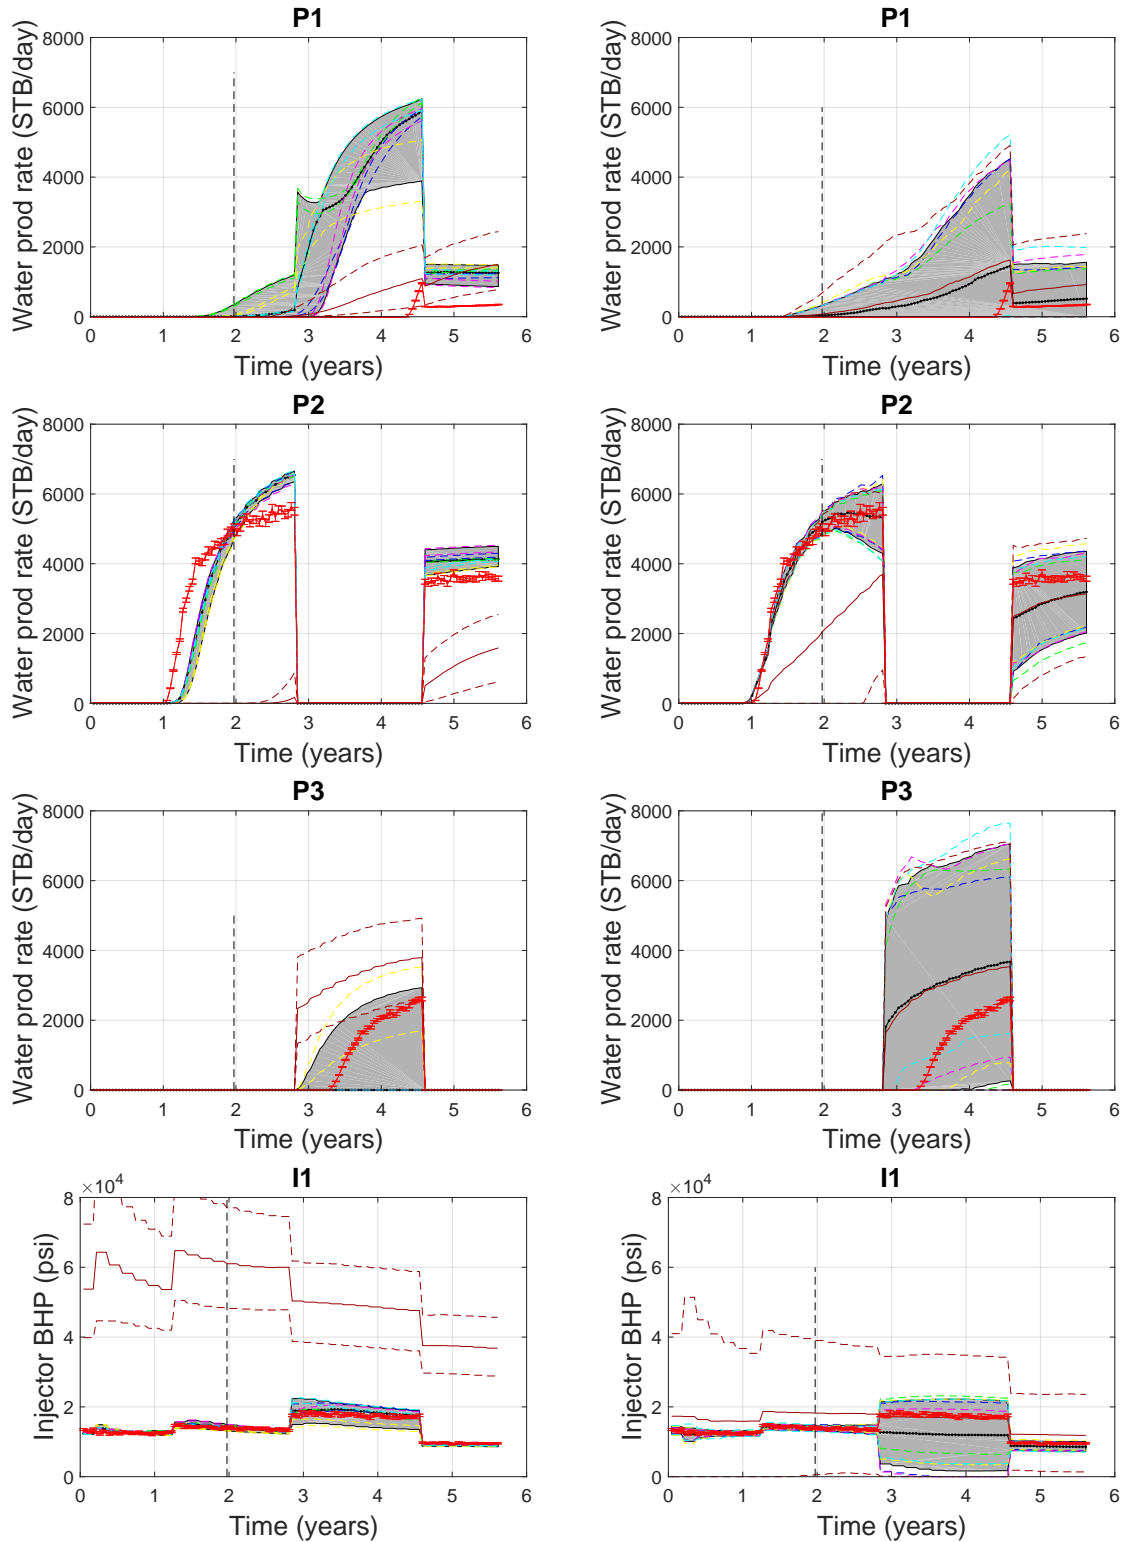 P1
Water prod rate (STB/day)
8000
6000
4000
2000
0
0 1 2 3 4 5 6
Time (years)
P1
Water prod rate (STB/day)
8000
6000
4000
2000
0
0 1 2 3 4 5 6
Time (years)
P2
Water prod rate (STB/day)
8000
6000
4000
2000
0
0 1 2 3 4 5 6
Time (years)
P2
Water prod rate (STB/day)
8000
6000
4000
2000
0
0 1 2 3 4 5 6
Time (years)
P3
Water prod rate (STB/day)
8000
6000
4000
2000
0
0 1 2 3 4 5 6
Time (years)
P3
Water prod rate (STB/day)
8000
6000
4000
2000
0
0 1 2 3 4 5 6
Time (years)
I1
×10⁴
Injector BHP (psi)
8
6
4
2
0
0 1 2 3 4 5 6
Time (years)
I1
×10⁴
Injector BHP (psi)
8
6
4
2
0
0 1 2 3 4 5 6
Time (years)